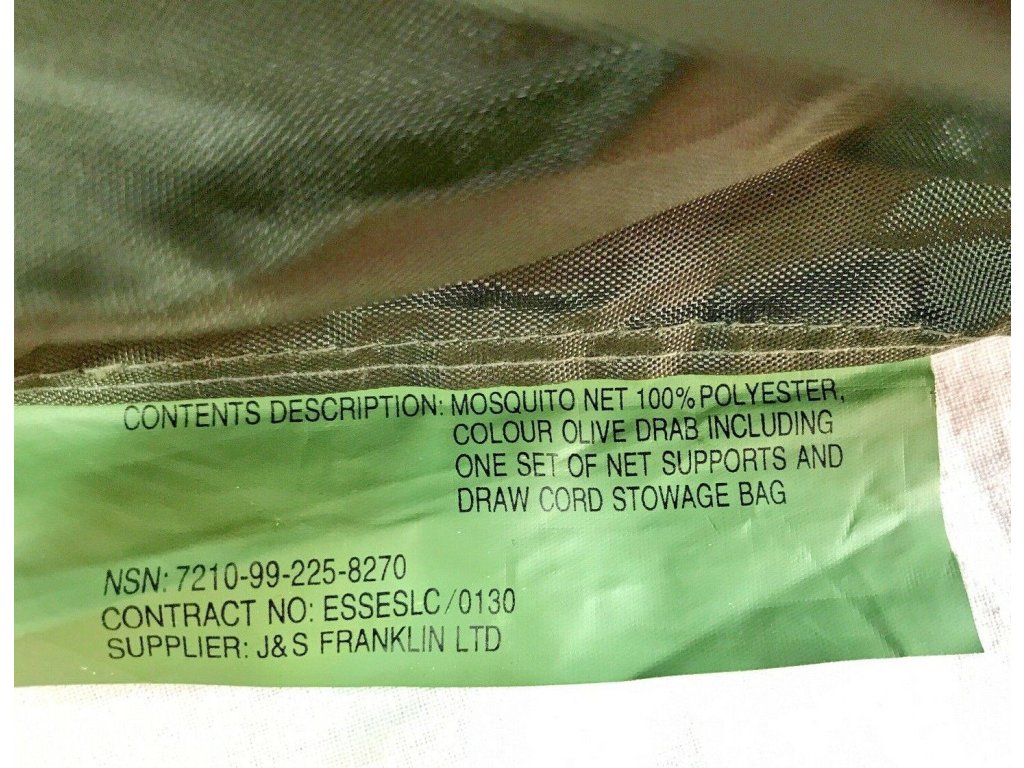 CONTENTS DESCRIPTION: MOSQUITO NET 100% POLYESTER,
COLOUR OLIVE DRAB INCLUDING
ONE SET OF NET SUPPORTS AND
DRAW CORD STOWAGE BAG
NSN: 7210-99-225-8270
CONTRACT NO: ESSESLC/0130
SUPPLIER: J&S FRANKLIN LTD